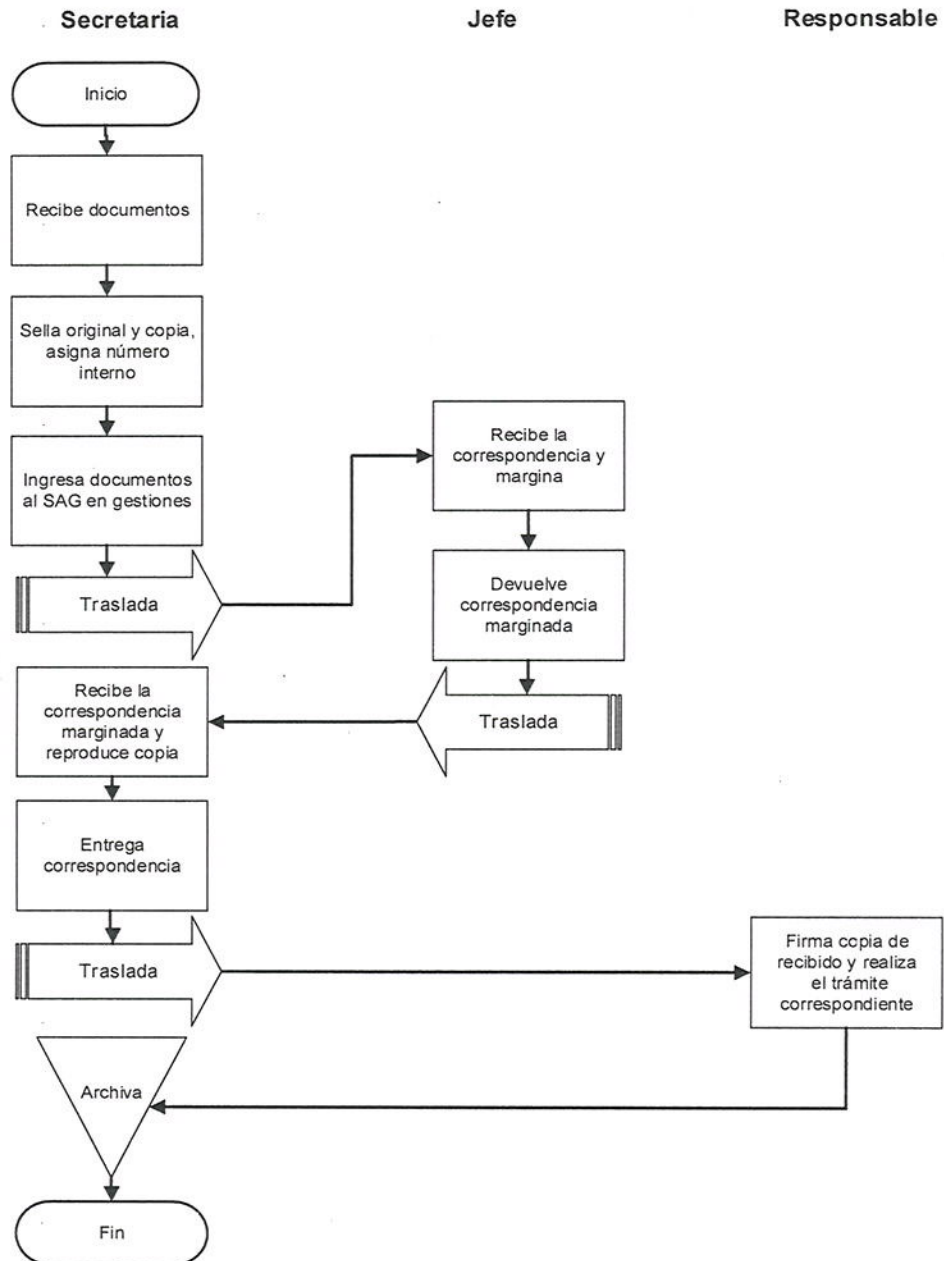 Secretaria
Jefe
Responsable
Inicio
Recibe documentos
Sella original y copia,
asigna número
interno
Ingresa documentos
al SAG en gestiones
Traslada
Recibe la
correspondencia y
margina
Devuelve
correspondencia
marginada
Traslada
Recibe la
correspondencia
marginada y
reproduce copia
Entrega
correspondencia
Traslada
Firma copia de
recibido y realiza
el trámite
correspondiente
Archiva
Fin